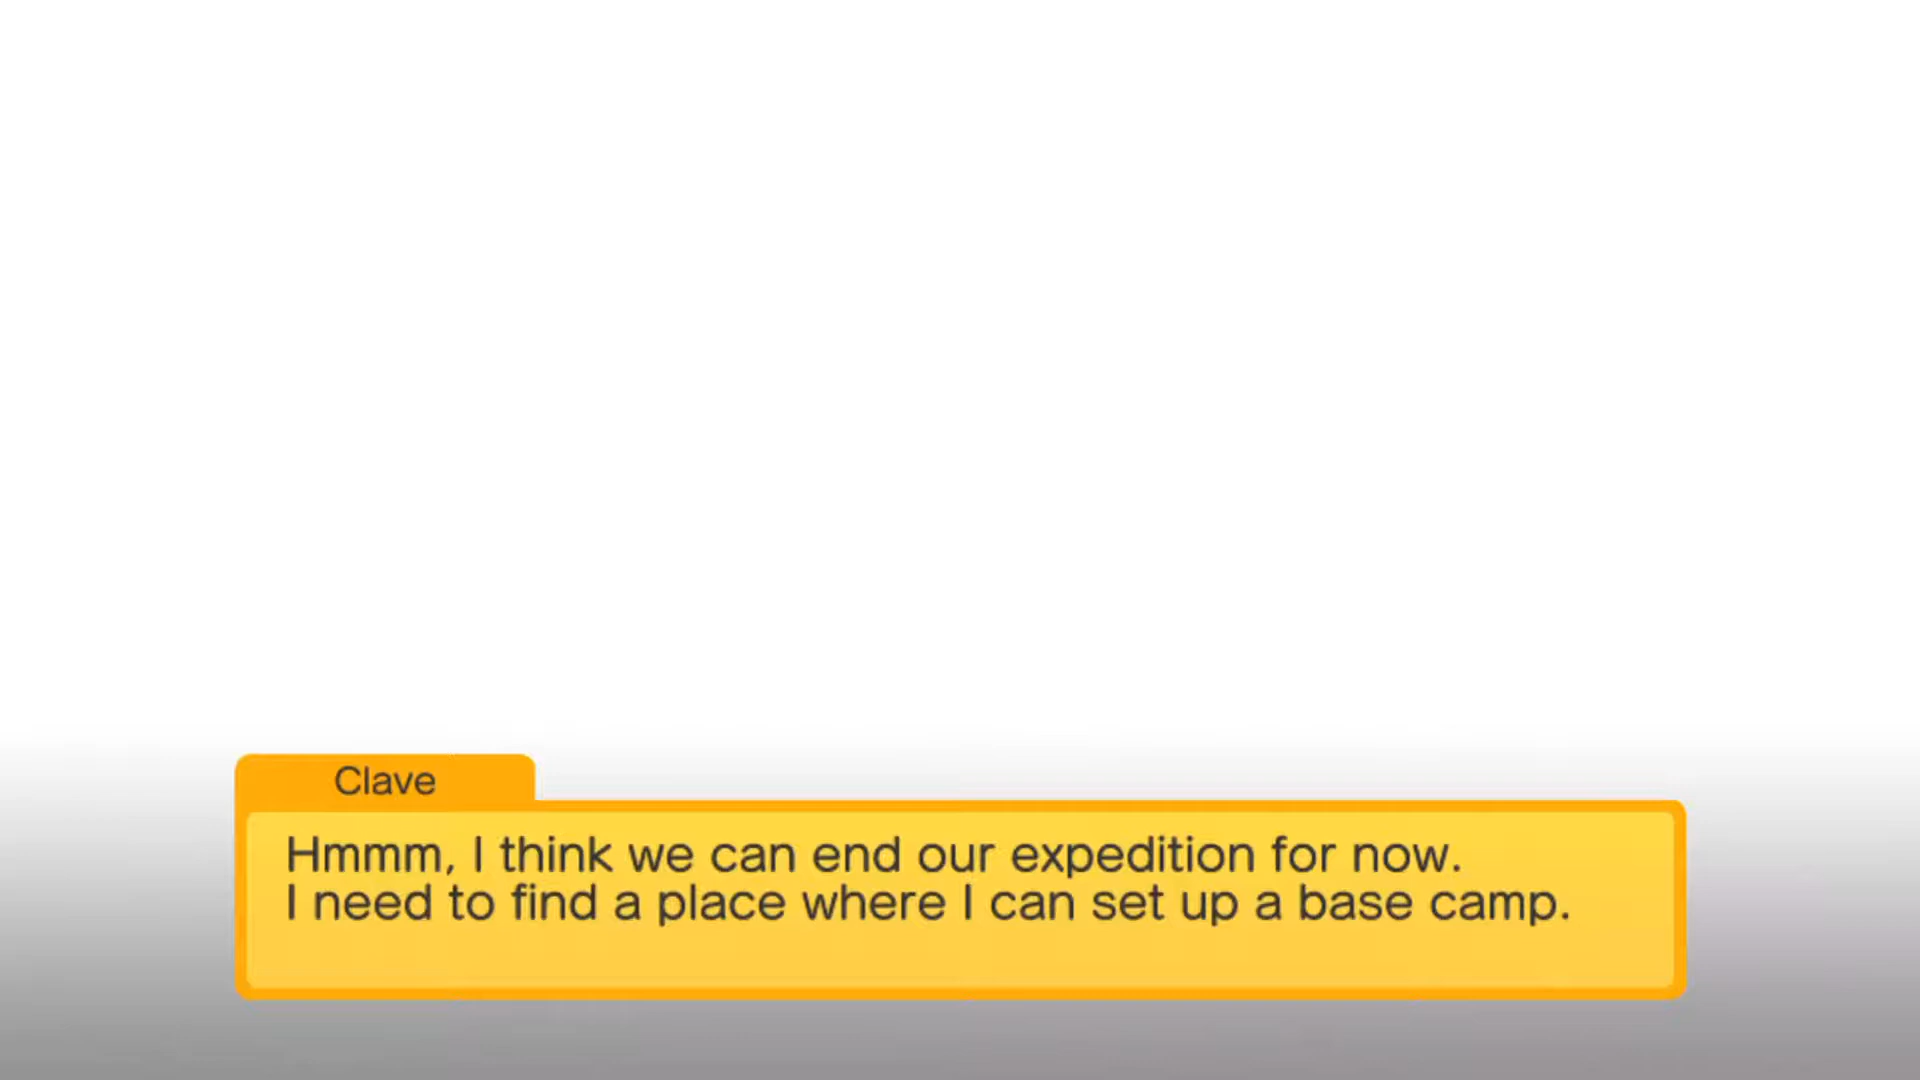 Clave
Hmmm, I think we can end our expedition for now.
I need to find a place where I can set up a base camp.